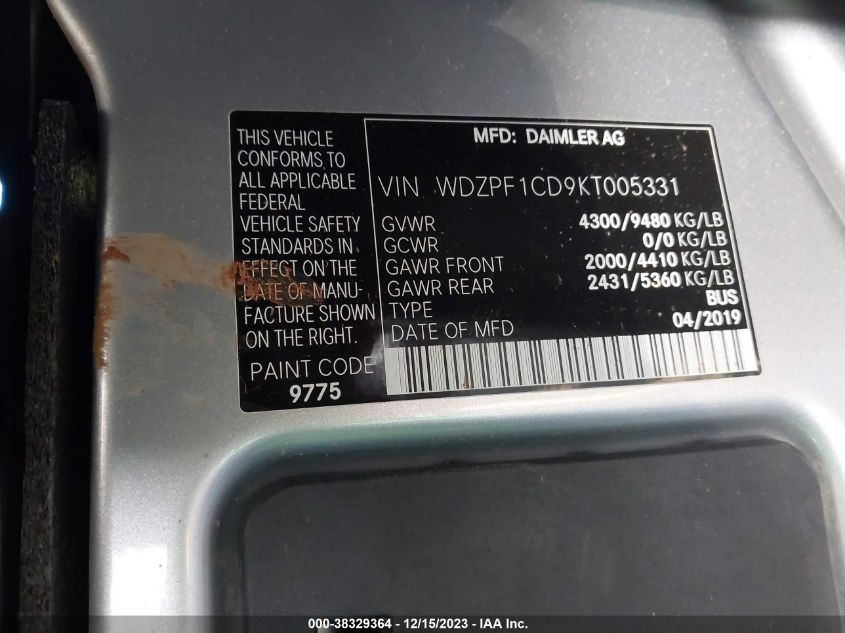 THIS VEHICLE
CONFORMS TO
ALL APPLICABLE
FEDERAL
VEHICLE SAFETY
STANDARDS IN
EFFECT ON THE
DATE OF MANU-
FACTURE SHOWN
ON THE RIGHT.
PAINT CODE
9775
MFD: DAIMLER AG
VIN WDZPF1CD9KT005331
GVWR 4300/9480 KG/LB
GCWR 0/0 KG/LB
GAWR FRONT 2000/4410 KG/LB
GAWR REAR 2431/5360 KG/LB
TYPE BUS
DATE OF MFD 04/2019
000-38329364 - 12/15/2023 - IAA Inc.